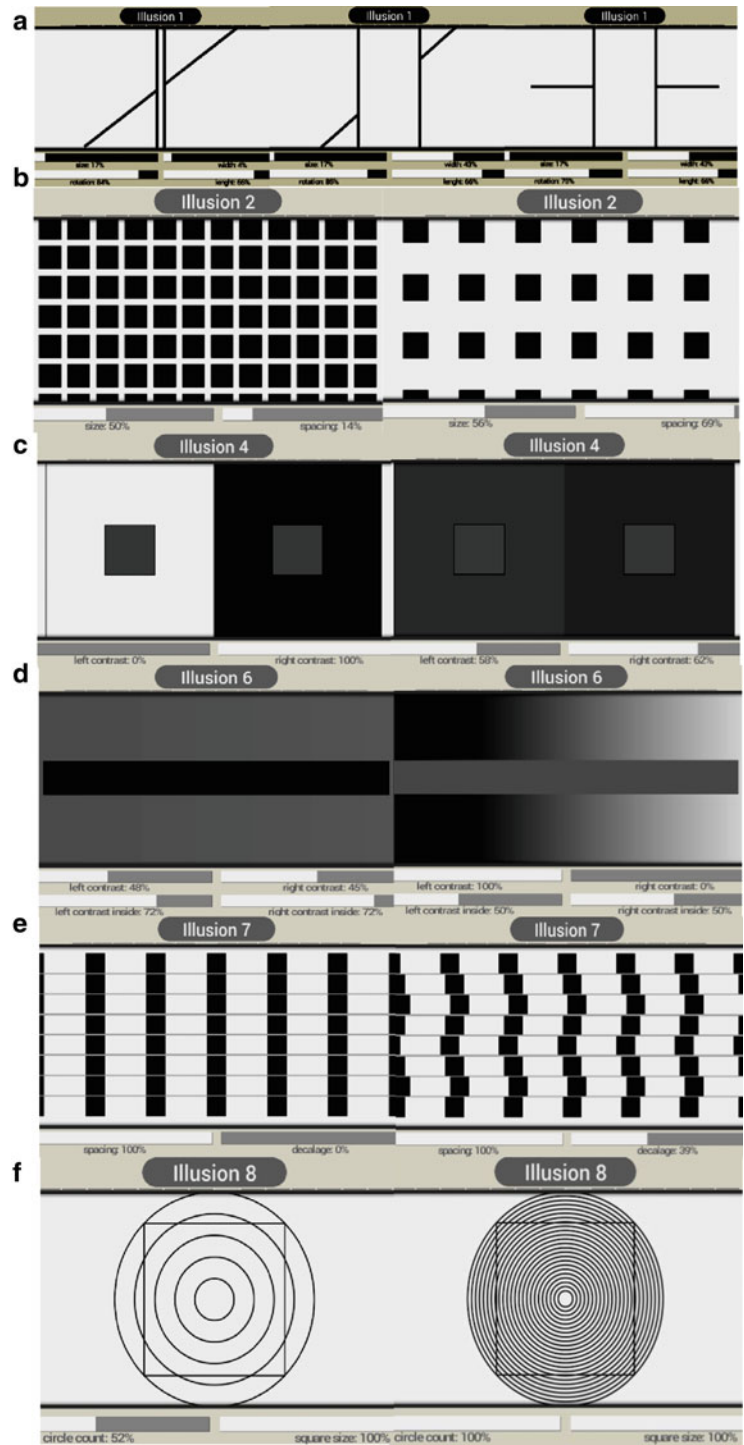 a
Illusion 1 Illusion 1 Illusion 1
size: 17% width: 4% size: 17% width: 43% size: 17% width: 43%
rotation: 84% lenght: 66% rotation: 86% lenght: 66% rotation: 70% lenght: 66%
b
Illusion 2 Illusion 2
size: 50% spacing: 14% size: 56% spacing: 69%
c
Illusion 4 Illusion 4
left contrast: 0% right contrast: 100% left contrast: 58% right contrast: 62%
d
Illusion 6 Illusion 6
left contrast: 48% right contrast: 45% left contrast: 100% right contrast: 0%
left contrast inside: 72% right contrast inside: 72% left contrast inside: 50% right contrast inside: 50%
e
Illusion 7 Illusion 7
spacing: 100% decalage: 0% spacing: 100% decalage: 39%
f
Illusion 8 Illusion 8
circle count: 52% square size: 100% circle count: 100% square size: 100%